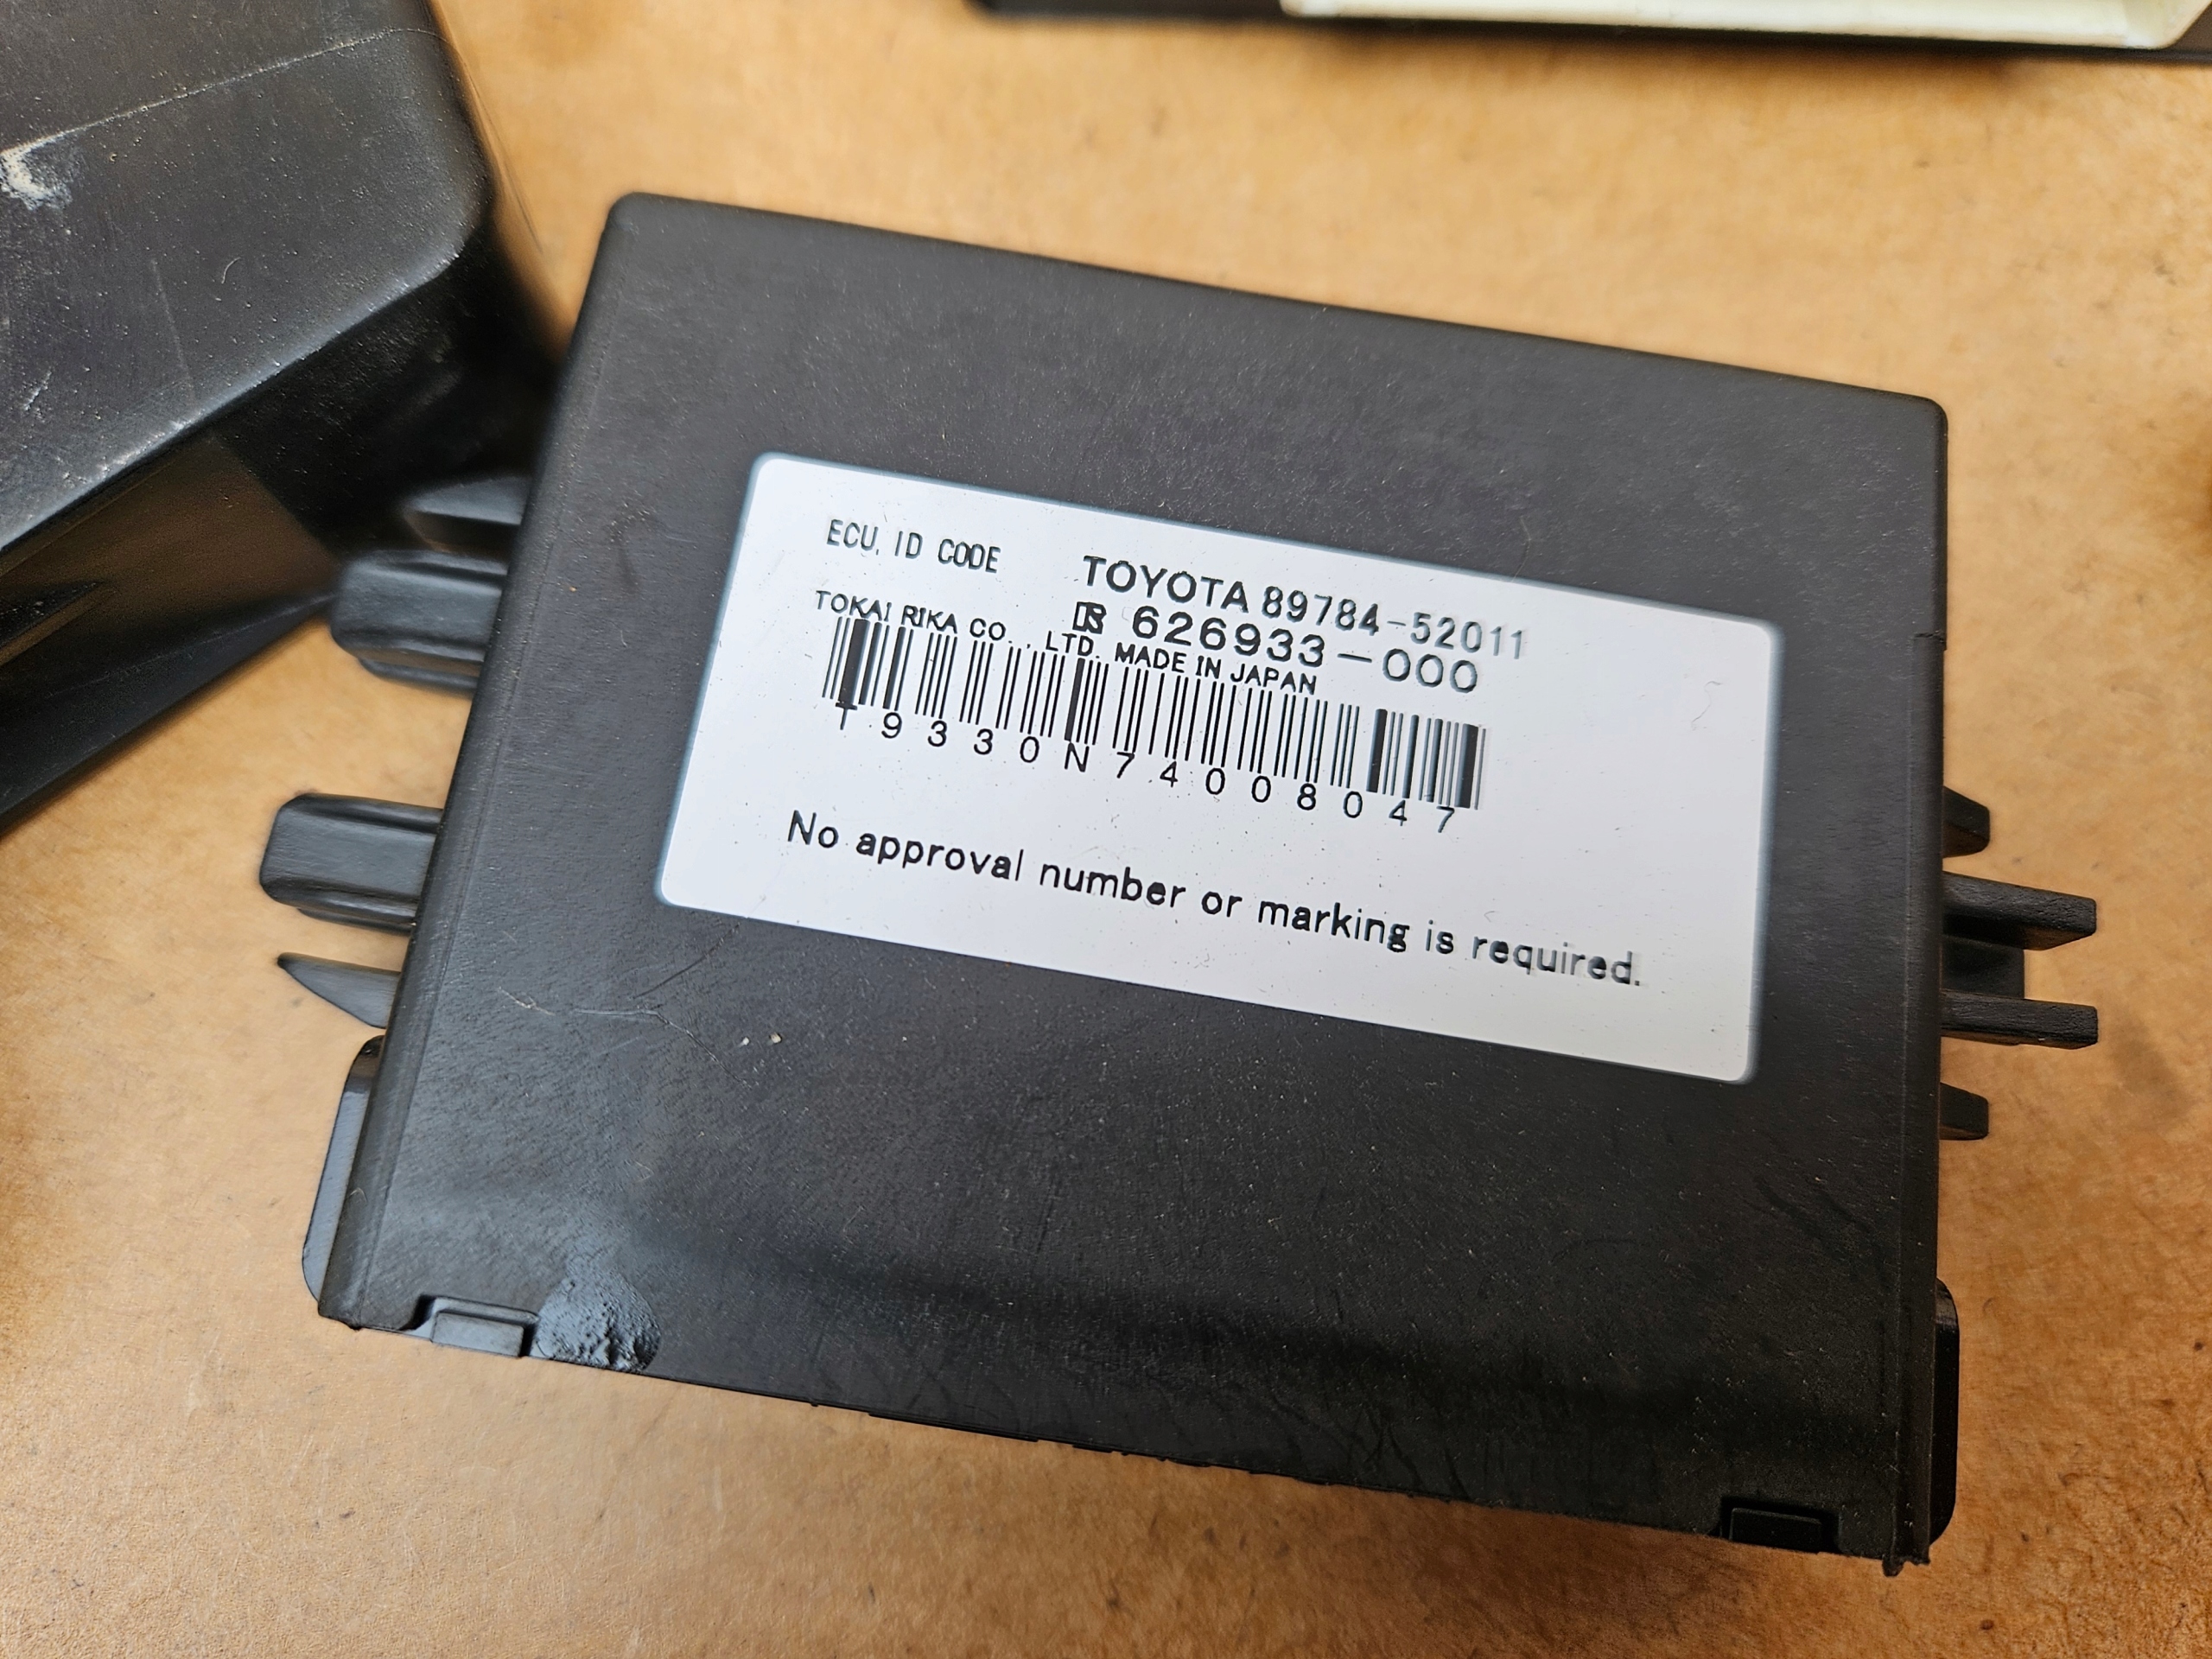 ECU, ID CODE TOYOTA 89784-52011
626933-000
TOKAI RIKA CO., LTD. MADE IN JAPAN
T9330N74008047
No approval number or marking is required.